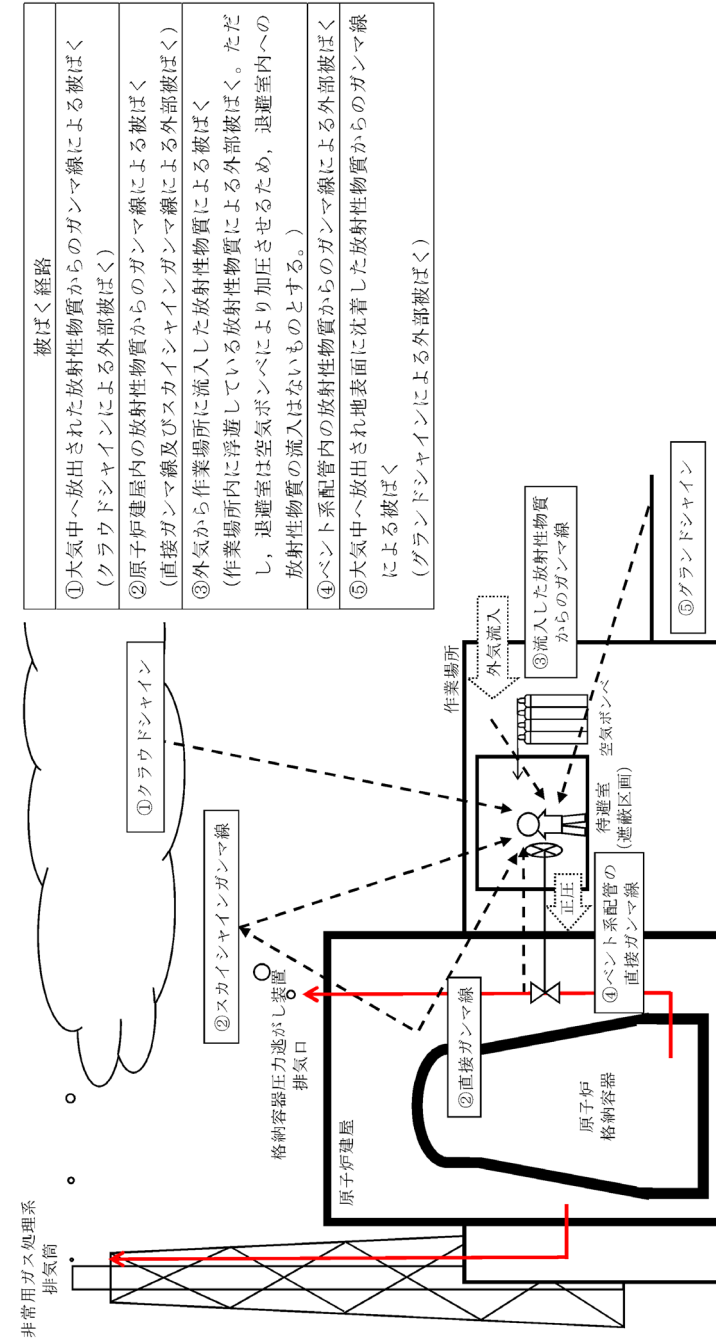 被ばく経路
①大気中へ放出された放射性物質からのガンマ線による被ばく
(クラウドシャインによる外部被ばく)
②原子炉建屋内の放射性物質からのガンマ線による被ばく
(直接ガンマ線及びスカイシャインガンマ線による外部被ばく)
③外気から作業場所に流入した放射性物質による被ばく
(作業場所内に浮遊している放射性物質による外部被ばく。ただ
し，退避室は空気ボンベにより加圧させるため，退避室内への
放射性物質の流入はないものとする。)
④ベント系配管内の放射性物質からのガンマ線による外部被ばく
⑤大気中へ放出され地表面に沈着した放射性物質からのガンマ線
による被ばく
(グランドシャインによる外部被ばく)
非常用ガス処理系
排気筒
①クラウドシャイン
②スカイシャインガンマ線
格納容器圧力逃がし装置
排気口
原子炉建屋
②直接ガンマ線
原子炉
格納容器
作業場所
外気流入
③流入した放射性物質
からのガンマ線
正圧
空気ボンベ
待避室
(遮蔽区画)
④ベント系配管の
直接ガンマ線
⑤グランドシャイン